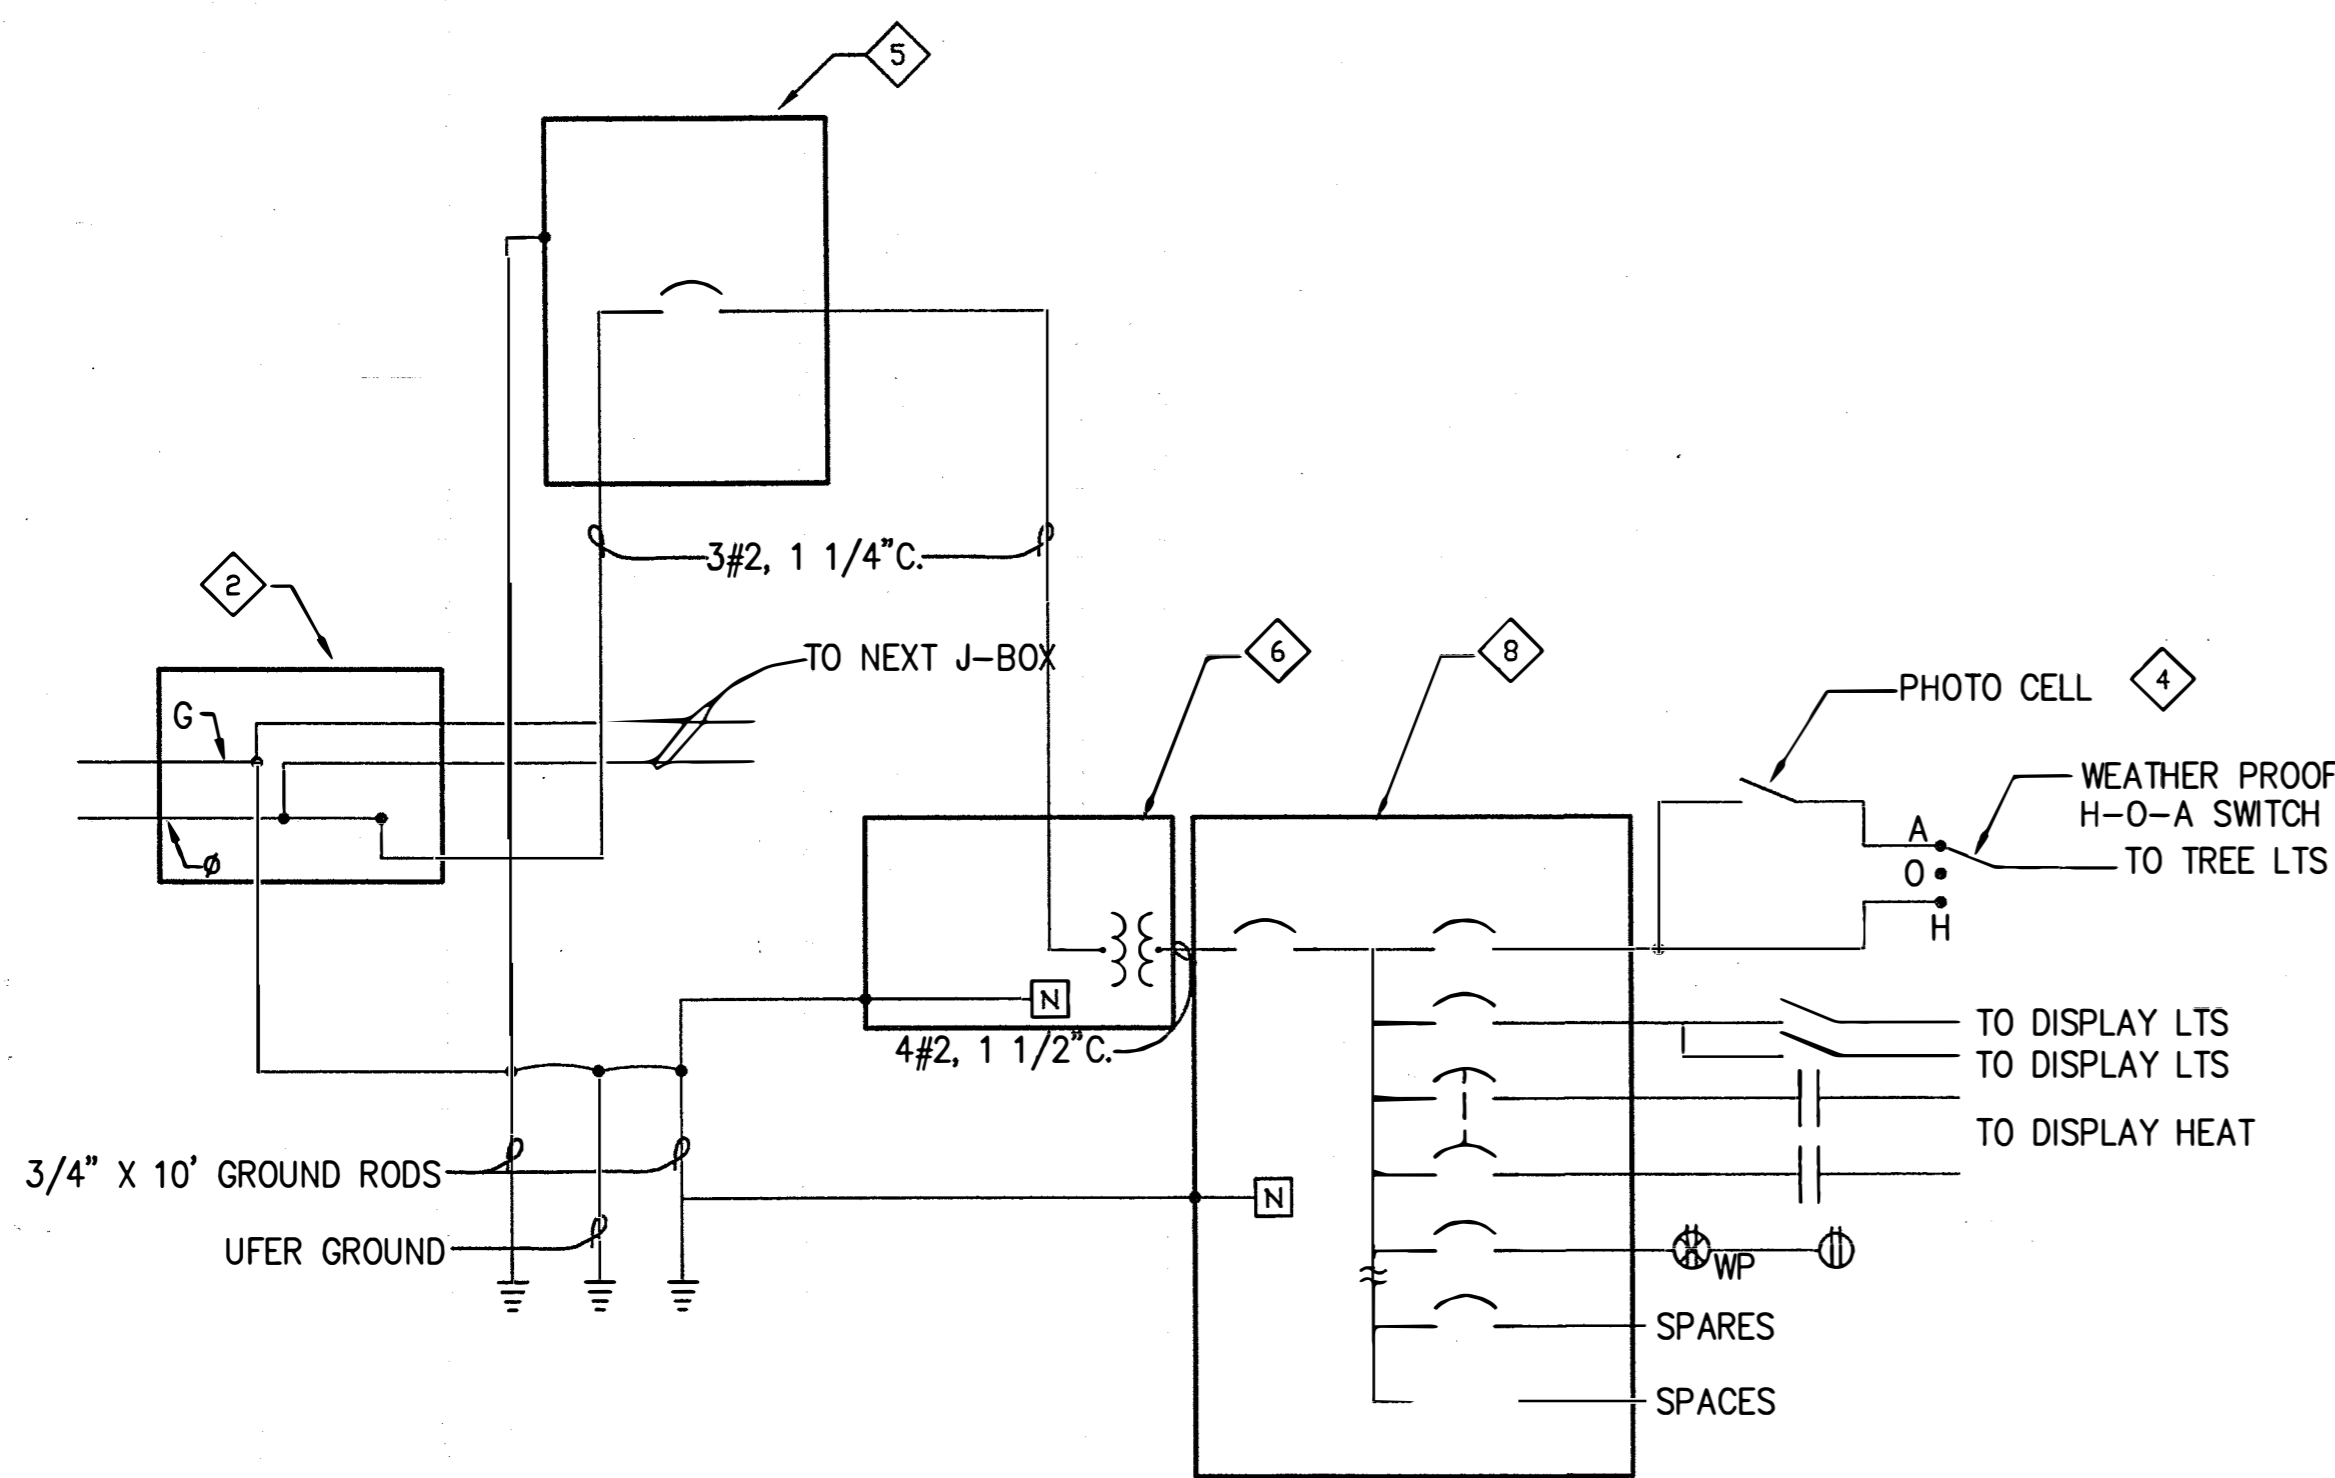 5
3#2, 1 1/4"C.
2
TO NEXT J-BOX
6
8
4
PHOTO CELL
G
WEATHER PROOF
H-O-A SWITCH
A
TO TREE LTS
O
H
ø
N
4#2, 1 1/2"C.
TO DISPLAY LTS
TO DISPLAY LTS
TO DISPLAY HEAT
3/4" X 10' GROUND RODS
N
UFER GROUND
WP
SPARES
SPACES